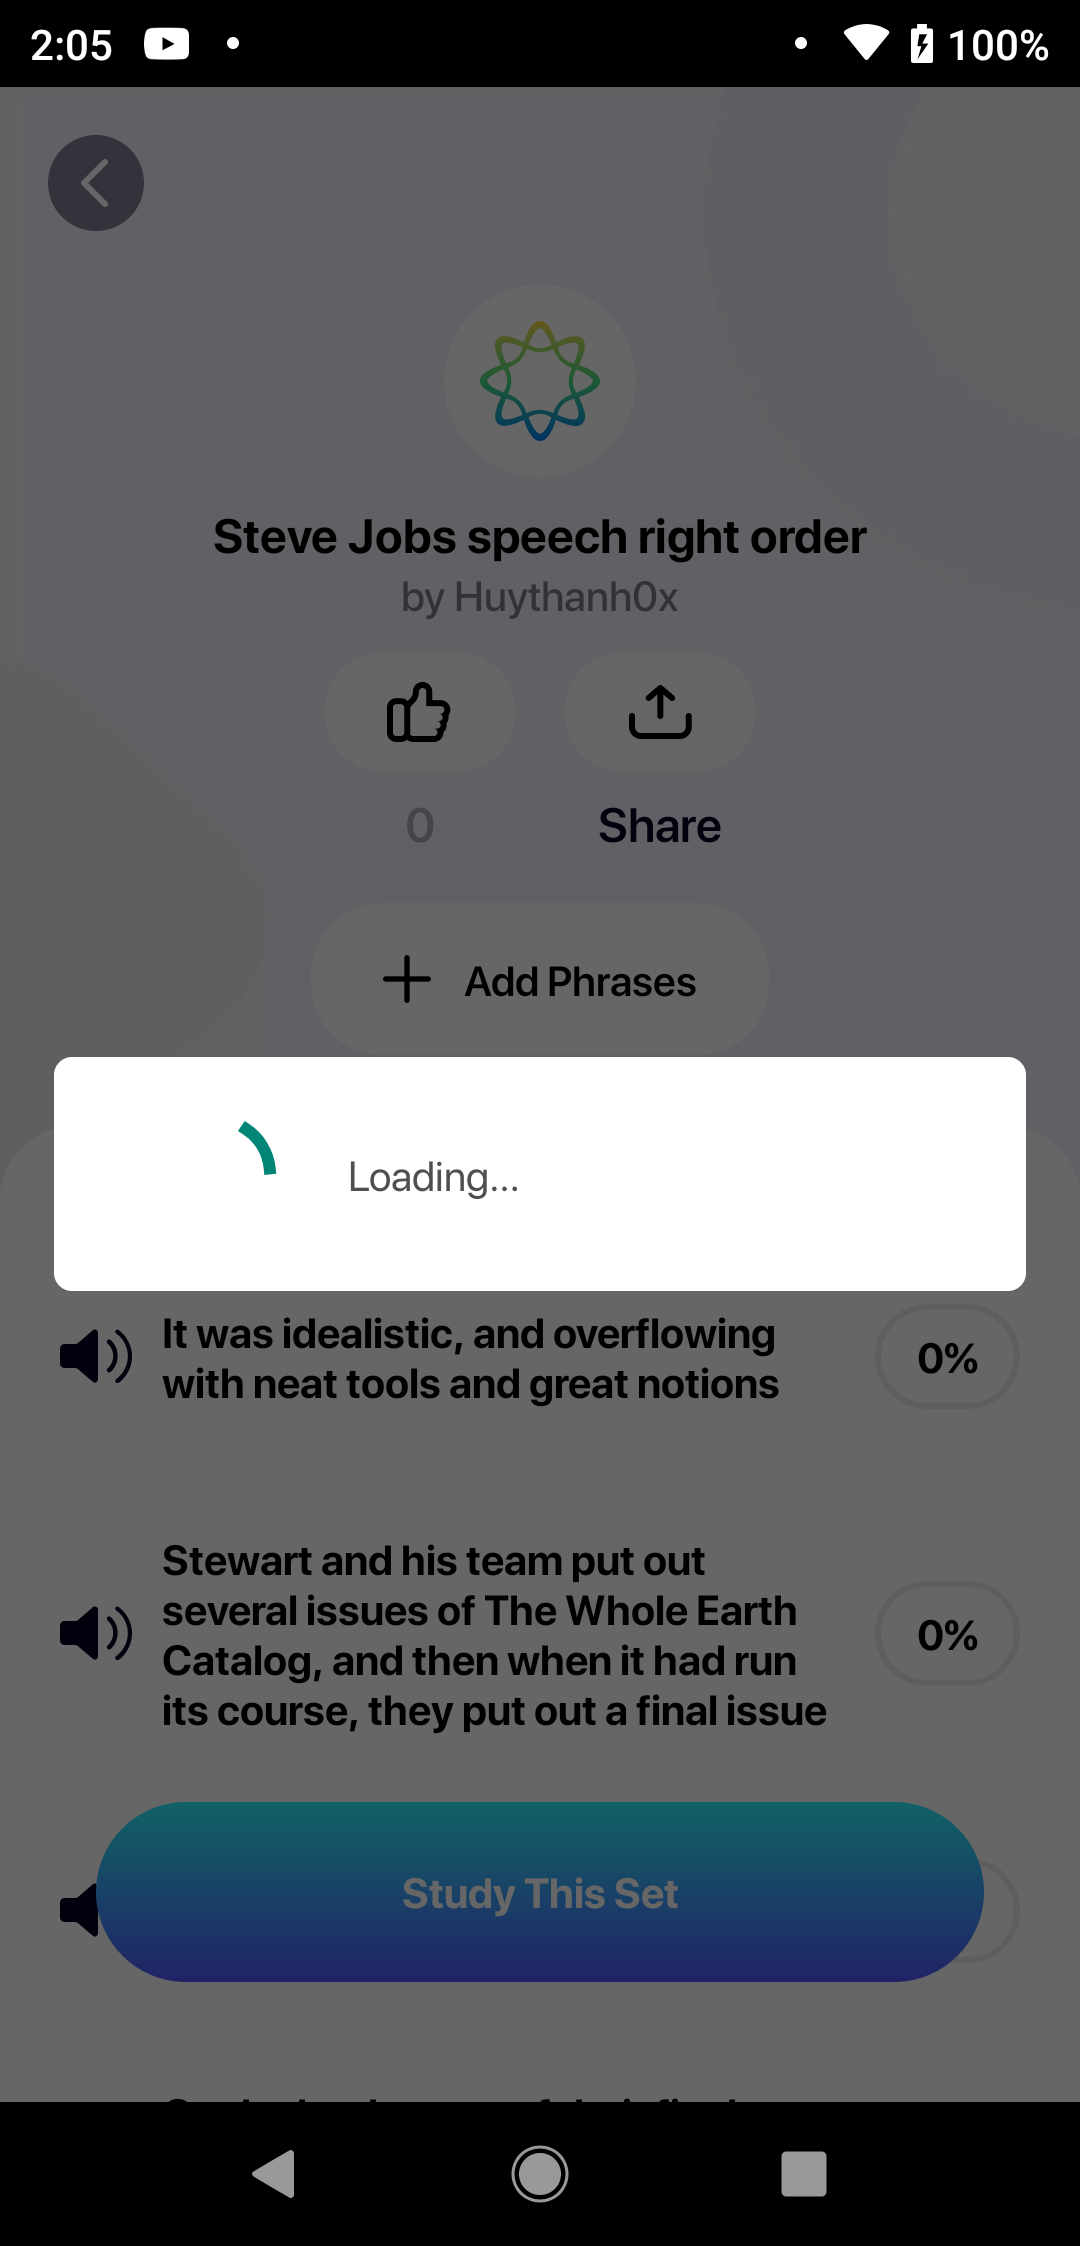 2:05
100%
Steve Jobs speech right order
by Huythanh0x
0
Share
Add Phrases
Loading...
It was idealistic, and overflowing
with neat tools and great notions
0%
Stewart and his team put out
several issues of The Whole Earth
Catalog, and then when it had run
its course, they put out a final issue
0%
Study This Set